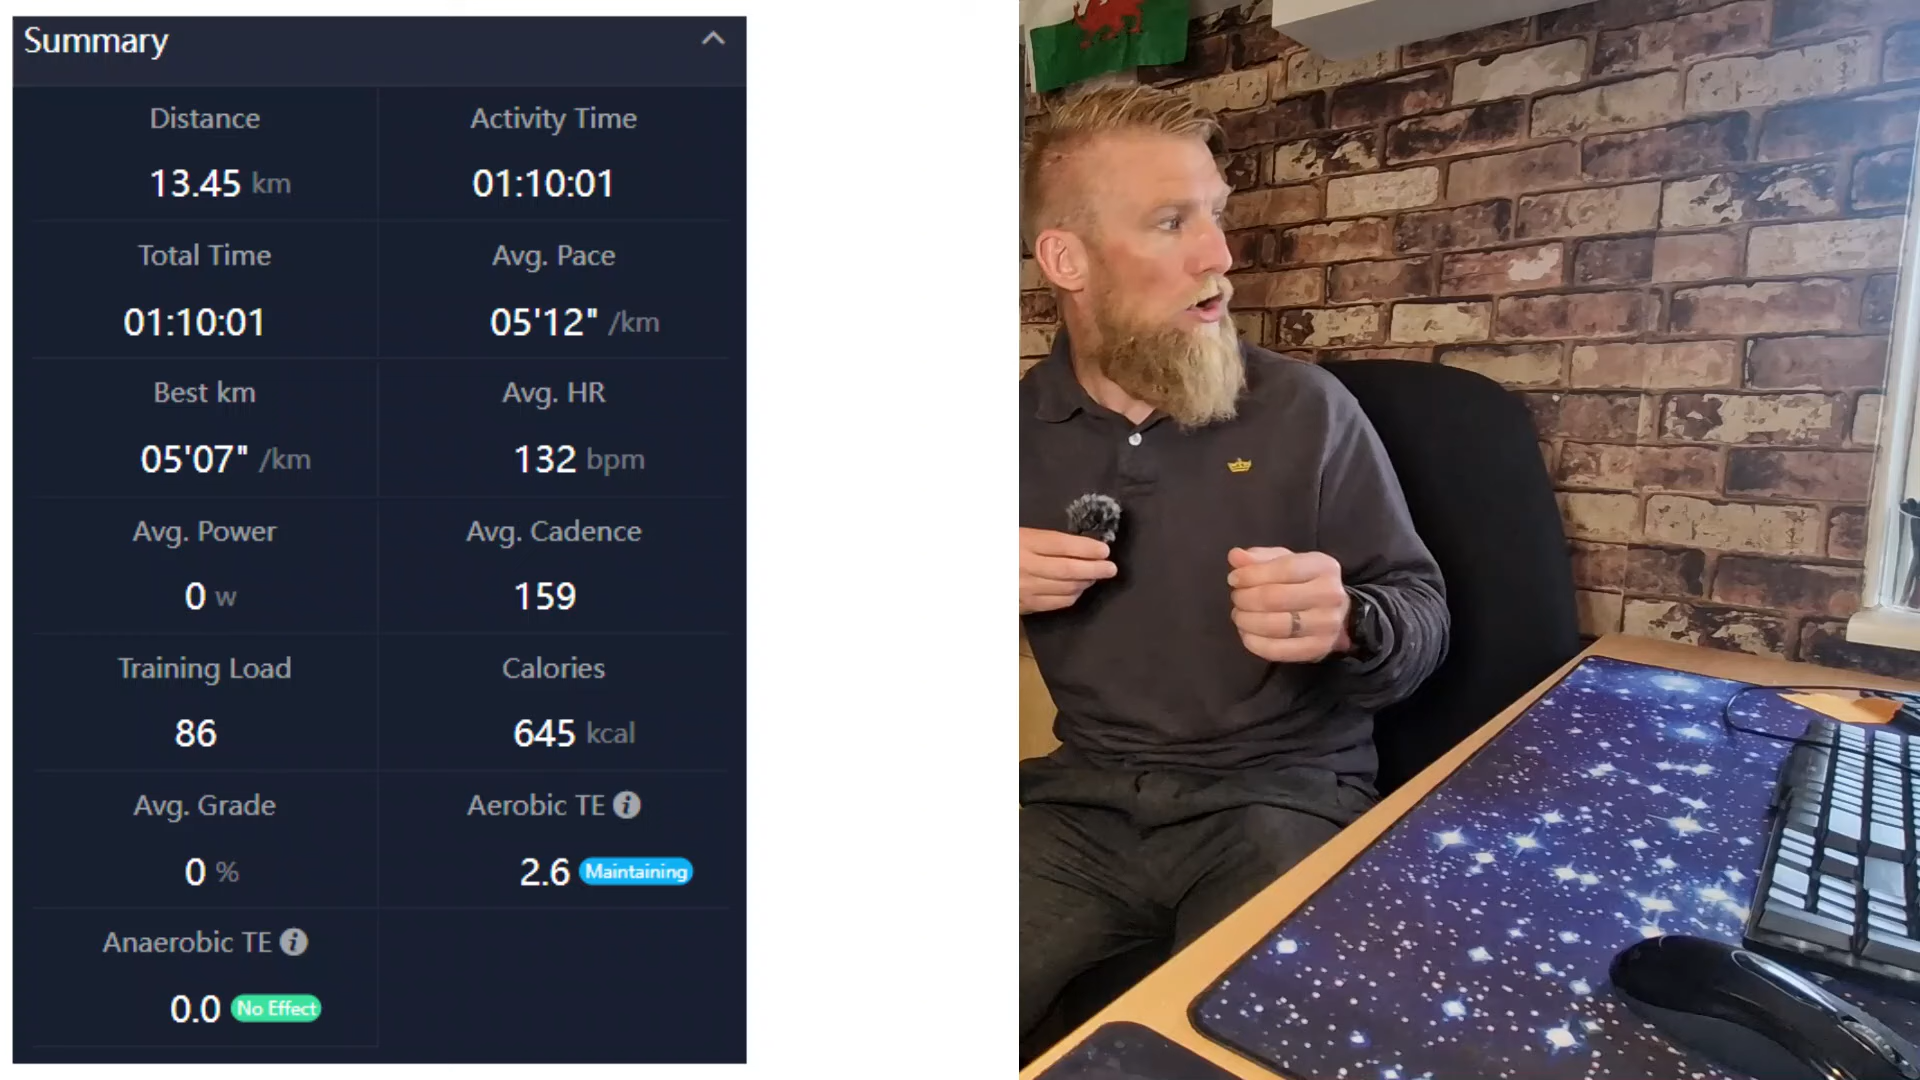 Summary
Distance
Activity Time
13.45 km
01:10:01
Total Time
Avg. Pace
01:10:01
05'12" /km
Best km
Avg. HR
05'07" /km
132 bpm
Avg. Power
Avg. Cadence
0 w
159
Training Load
Calories
86
645 kcal
Avg. Grade
Aerobic TE
0 %
2.6 Maintaining
Anaerobic TE
0.0 No Effect